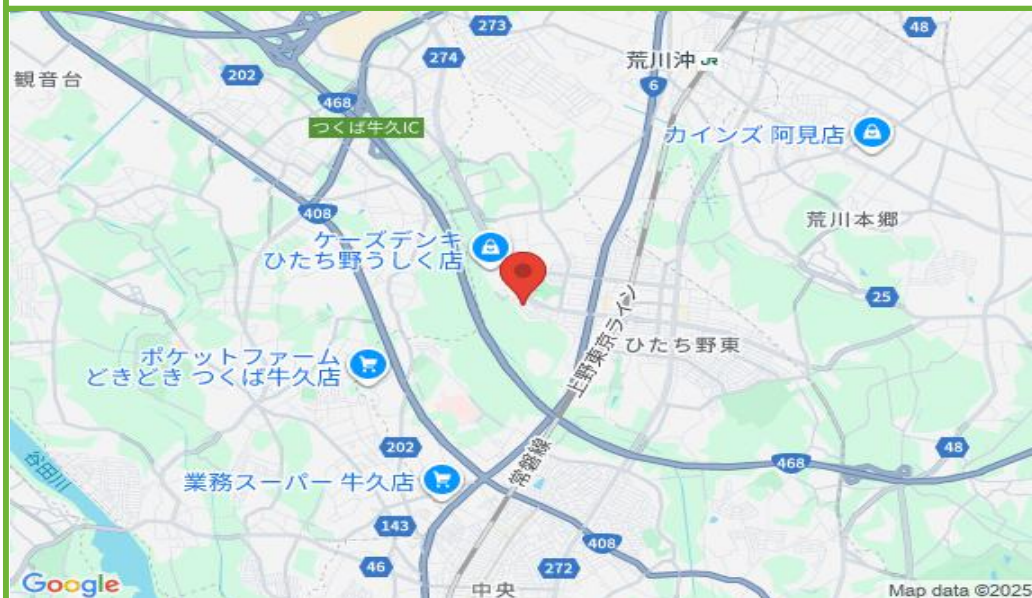 273
48
274
荒川沖 JR
観音台
202
6
468
つくば牛久IC
カインズ 阿見店
408
荒川本郷
ケーズデンキ
ひたち野うしく店
25
上野東京ライン
ひたち野東
ポケットファーム
どきどき つくば牛久店
202
常磐線
48
468
谷田川
業務スーパー 牛久店
143
408
46
272
中央
Google
Map data ©2025